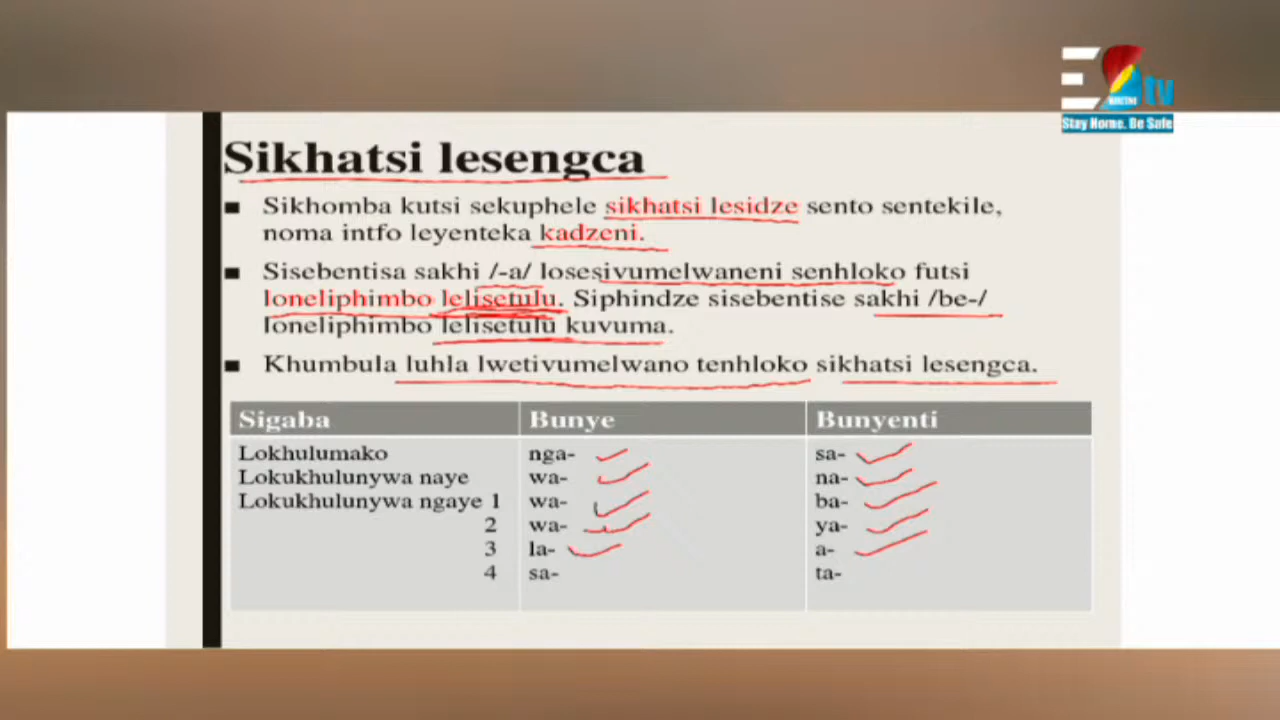 tv
Stay Home. Be Safe
Sikhatsi lesengca
Sikhomba kutsi sekuphele sikhatsi lesidze sento sentekile,
noma intfo leyenteka kadzeni.
Sisebentisa sakhi /-a/ losesivumelwaneni senhloko futsi
loneliphimbo lelisetulu. Siphindze sisebentise sakhi /be-/
loneliphimbo lelisetulu kuvuma.
Khumbula luhla lwetivumelwano tenhloko sikhatsi lesengca.
Sigaba Bunye Bunyenti
Lokhulumako nga- sa-
Lokukhulunywa naye wa- na-
Lokukhulunywa ngaye 1 wa- ba-
2 wa- ya-
3 la- a-
4 sa- ta-